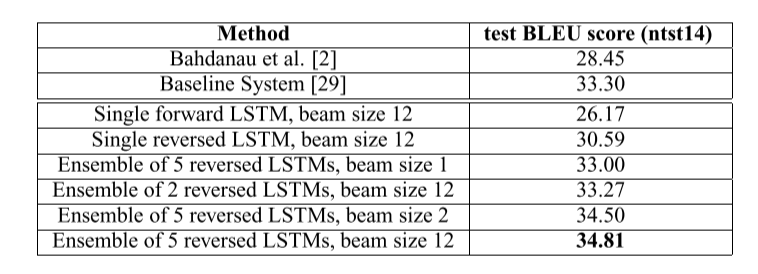 Method test BLEU score (ntst14)
Bahdanau et al. [2] 28.45
Baseline System [29] 33.30
Single forward LSTM, beam size 12 26.17
Single reversed LSTM, beam size 12 30.59
Ensemble of 5 reversed LSTMs, beam size 1 33.00
Ensemble of 2 reversed LSTMs, beam size 12 33.27
Ensemble of 5 reversed LSTMs, beam size 2 34.50
Ensemble of 5 reversed LSTMs, beam size 12 34.81